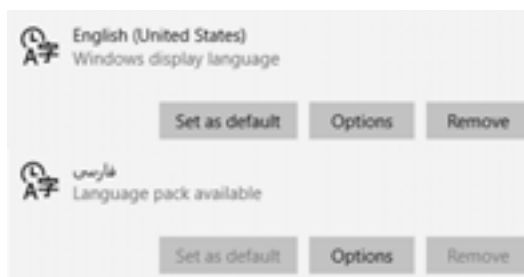 English (United States)
Windows display language
Set as default Options Remove
فارسی
Language pack available
Set as default Options Remove